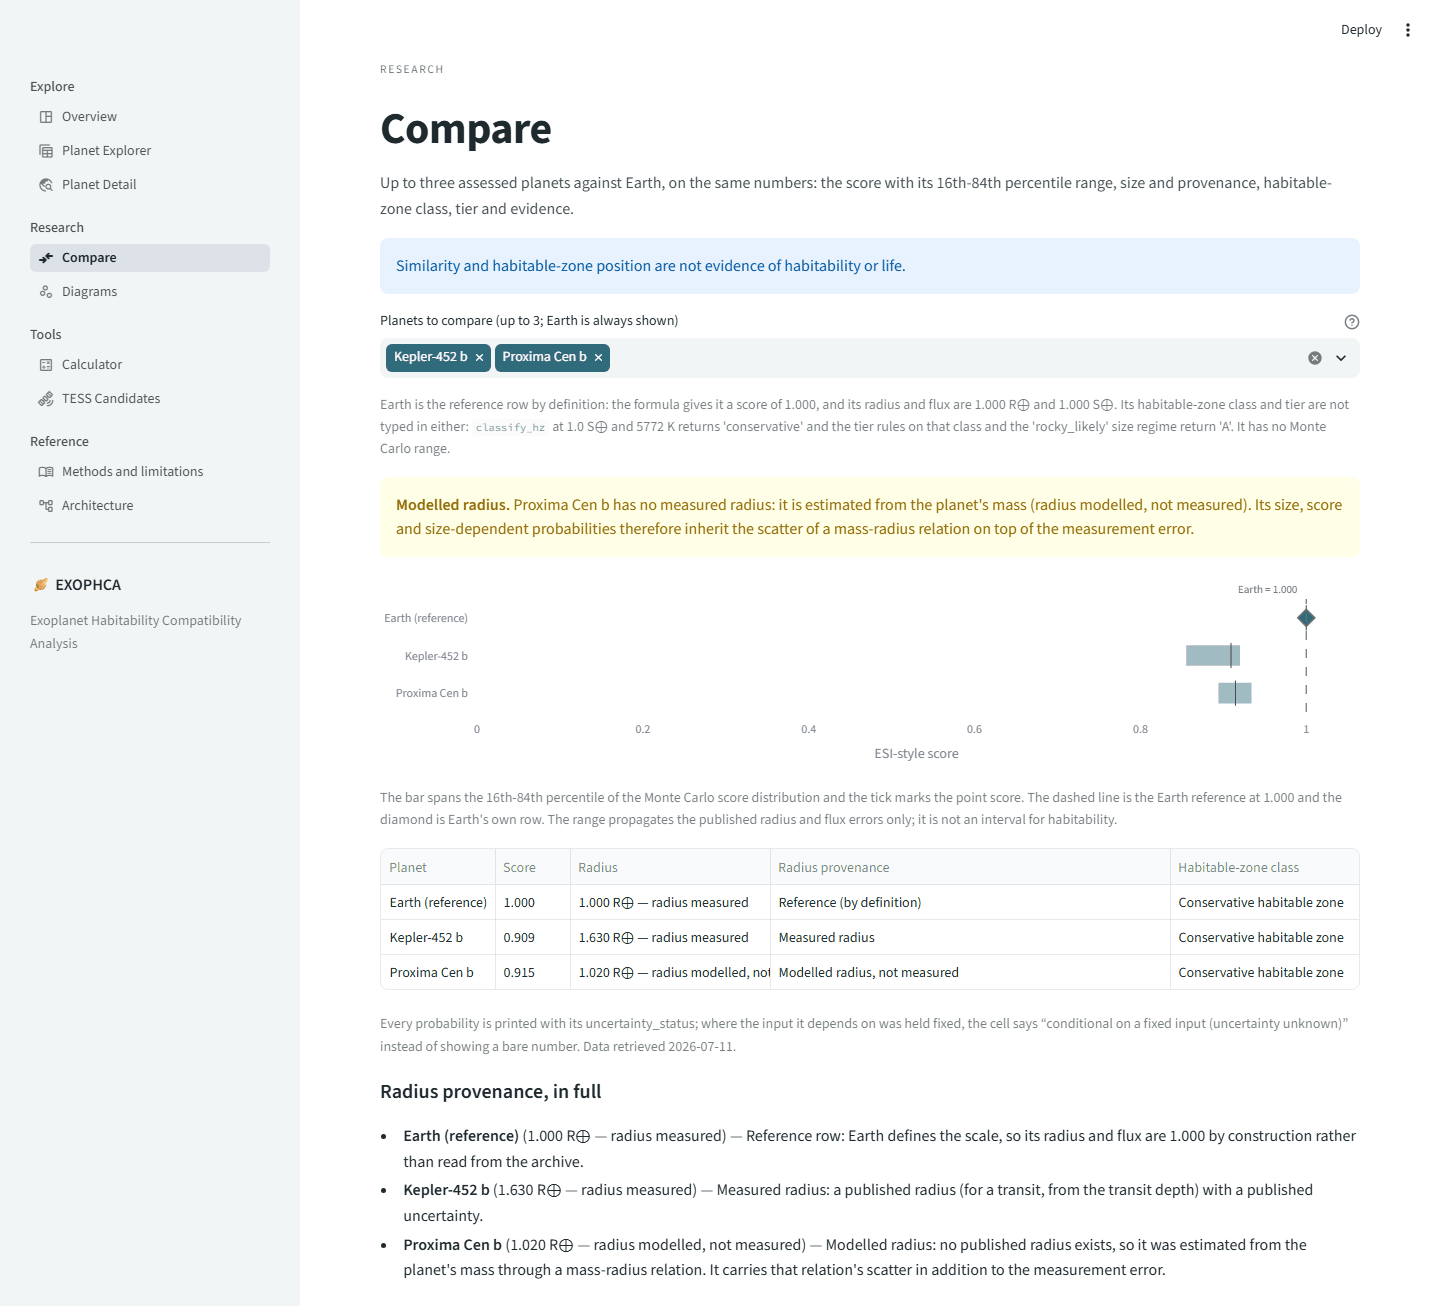 Deploy
Explore
Overview
Planet Explorer
Planet Detail
Research
Compare
Diagrams
Tools
Calculator
TESS Candidates
Reference
Methods and limitations
Architecture
EXOPHCA
Exoplanet Habitability Compatibility
Analysis
RESEARCH
Compare
Up to three assessed planets against Earth, on the same numbers: the score with its 16th-84th percentile range, size and provenance, habitable-
zone class, tier and evidence.
Similarity and habitable-zone position are not evidence of habitability or life.
Planets to compare (up to 3; Earth is always shown)
Kepler-452 b Proxima Cen b
Earth is the reference row by definition: the formula gives it a score of 1.000, and its radius and flux are 1.000 R⊕ and 1.000 S⊕. Its habitable-zone class and tier are not
typed in either: classify_hz at 1.0 S⊕ and 5772 K returns 'conservative' and the tier rules on that class and the 'rocky_likely' size regime return 'A'. It has no Monte
Carlo range.
Modelled radius. Proxima Cen b has no measured radius: it is estimated from the planet's mass (radius modelled, not measured). Its size, score
and size-dependent probabilities therefore inherit the scatter of a mass-radius relation on top of the measurement error.
Earth = 1.000
Earth (reference)
Kepler-452 b
Proxima Cen b
0 0.2 0.4 0.6 0.8 1
ESI-style score
The bar spans the 16th-84th percentile of the Monte Carlo score distribution and the tick marks the point score. The dashed line is the Earth reference at 1.000 and the
diamond is Earth's own row. The range propagates the published radius and flux errors only; it is not an interval for habitability.
Planet Score Radius Radius provenance Habitable-zone class
Earth (reference) 1.000 1.000 R⊕ — radius measured Reference (by definition) Conservative habitable zone
Kepler-452 b 0.909 1.630 R⊕ — radius measured Measured radius Conservative habitable zone
Proxima Cen b 0.915 1.020 R⊕ — radius modelled, not Modelled radius, not measured Conservative habitable zone
Every probability is printed with its uncertainty_status; where the input it depends on was held fixed, the cell says “conditional on a fixed input (uncertainty unknown)”
instead of showing a bare number. Data retrieved 2026-07-11.
Radius provenance, in full
• Earth (reference) (1.000 R⊕ — radius measured) — Reference row: Earth defines the scale, so its radius and flux are 1.000 by construction rather
than read from the archive.
• Kepler-452 b (1.630 R⊕ — radius measured) — Measured radius: a published radius (for a transit, from the transit depth) with a published
uncertainty.
• Proxima Cen b (1.020 R⊕ — radius modelled, not measured) — Modelled radius: no published radius exists, so it was estimated from the
planet's mass through a mass-radius relation. It carries that relation's scatter in addition to the measurement error.